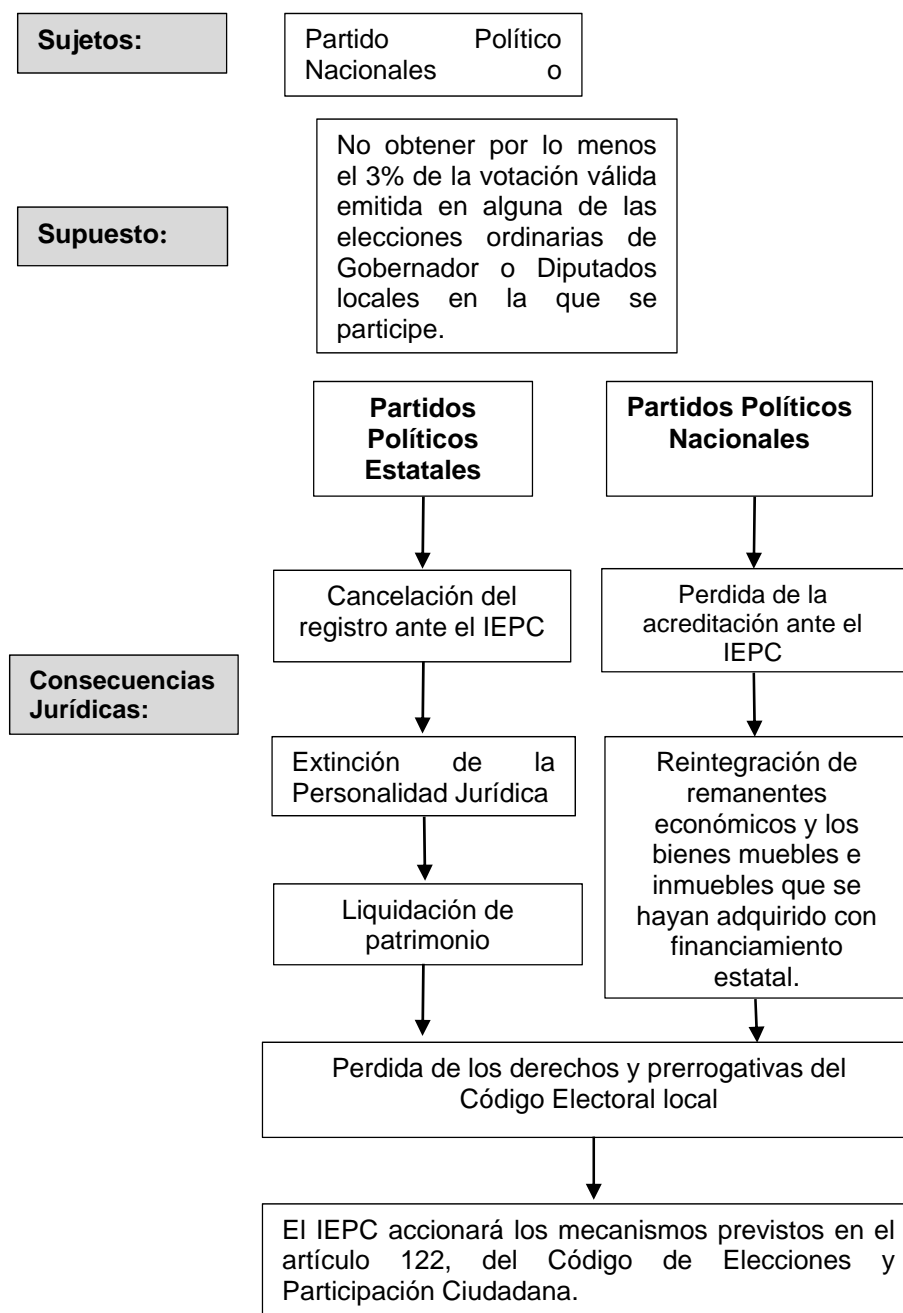 Sujetos:
Partido Político
Nacionales o
No obtener por lo menos
el 3% de la votación válida
emitida en alguna de las
elecciones ordinarias de
Gobernador o Diputados
locales en la que se
participe.
Supuesto:
Partidos
Políticos
Estatales
Partidos Políticos
Nacionales
Cancelación del
registro ante el IEPC
Perdida de la
acreditación ante el
IEPC
Consecuencias
Jurídicas:
Extinción de la
Personalidad Jurídica
Reintegración de
remanentes
económicos y los
bienes muebles e
inmuebles que se
hayan adquirido con
financiamiento
estatal.
Liquidación de
patrimonio
Perdida de los derechos y prerrogativas del
Código Electoral local
El IEPC accionará los mecanismos previstos en el
artículo 122, del Código de Elecciones y
Participación Ciudadana.